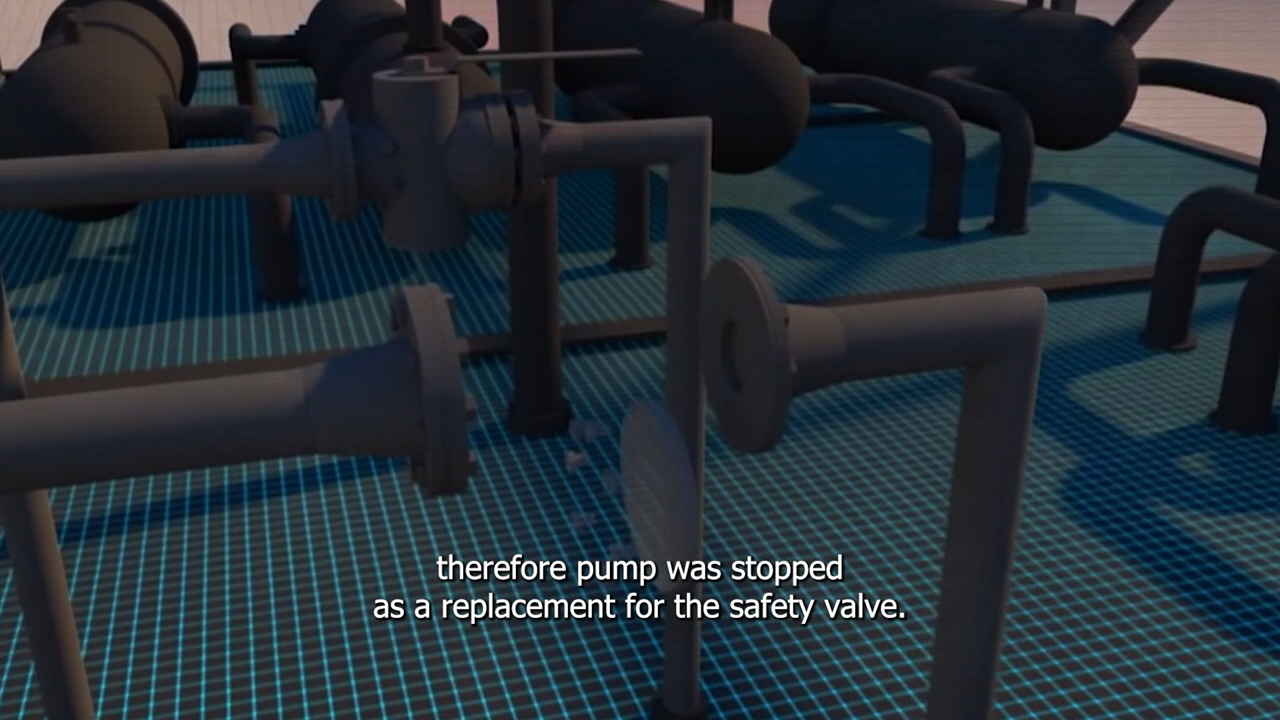 therefore pump was stopped
as a replacement for the safety valve.